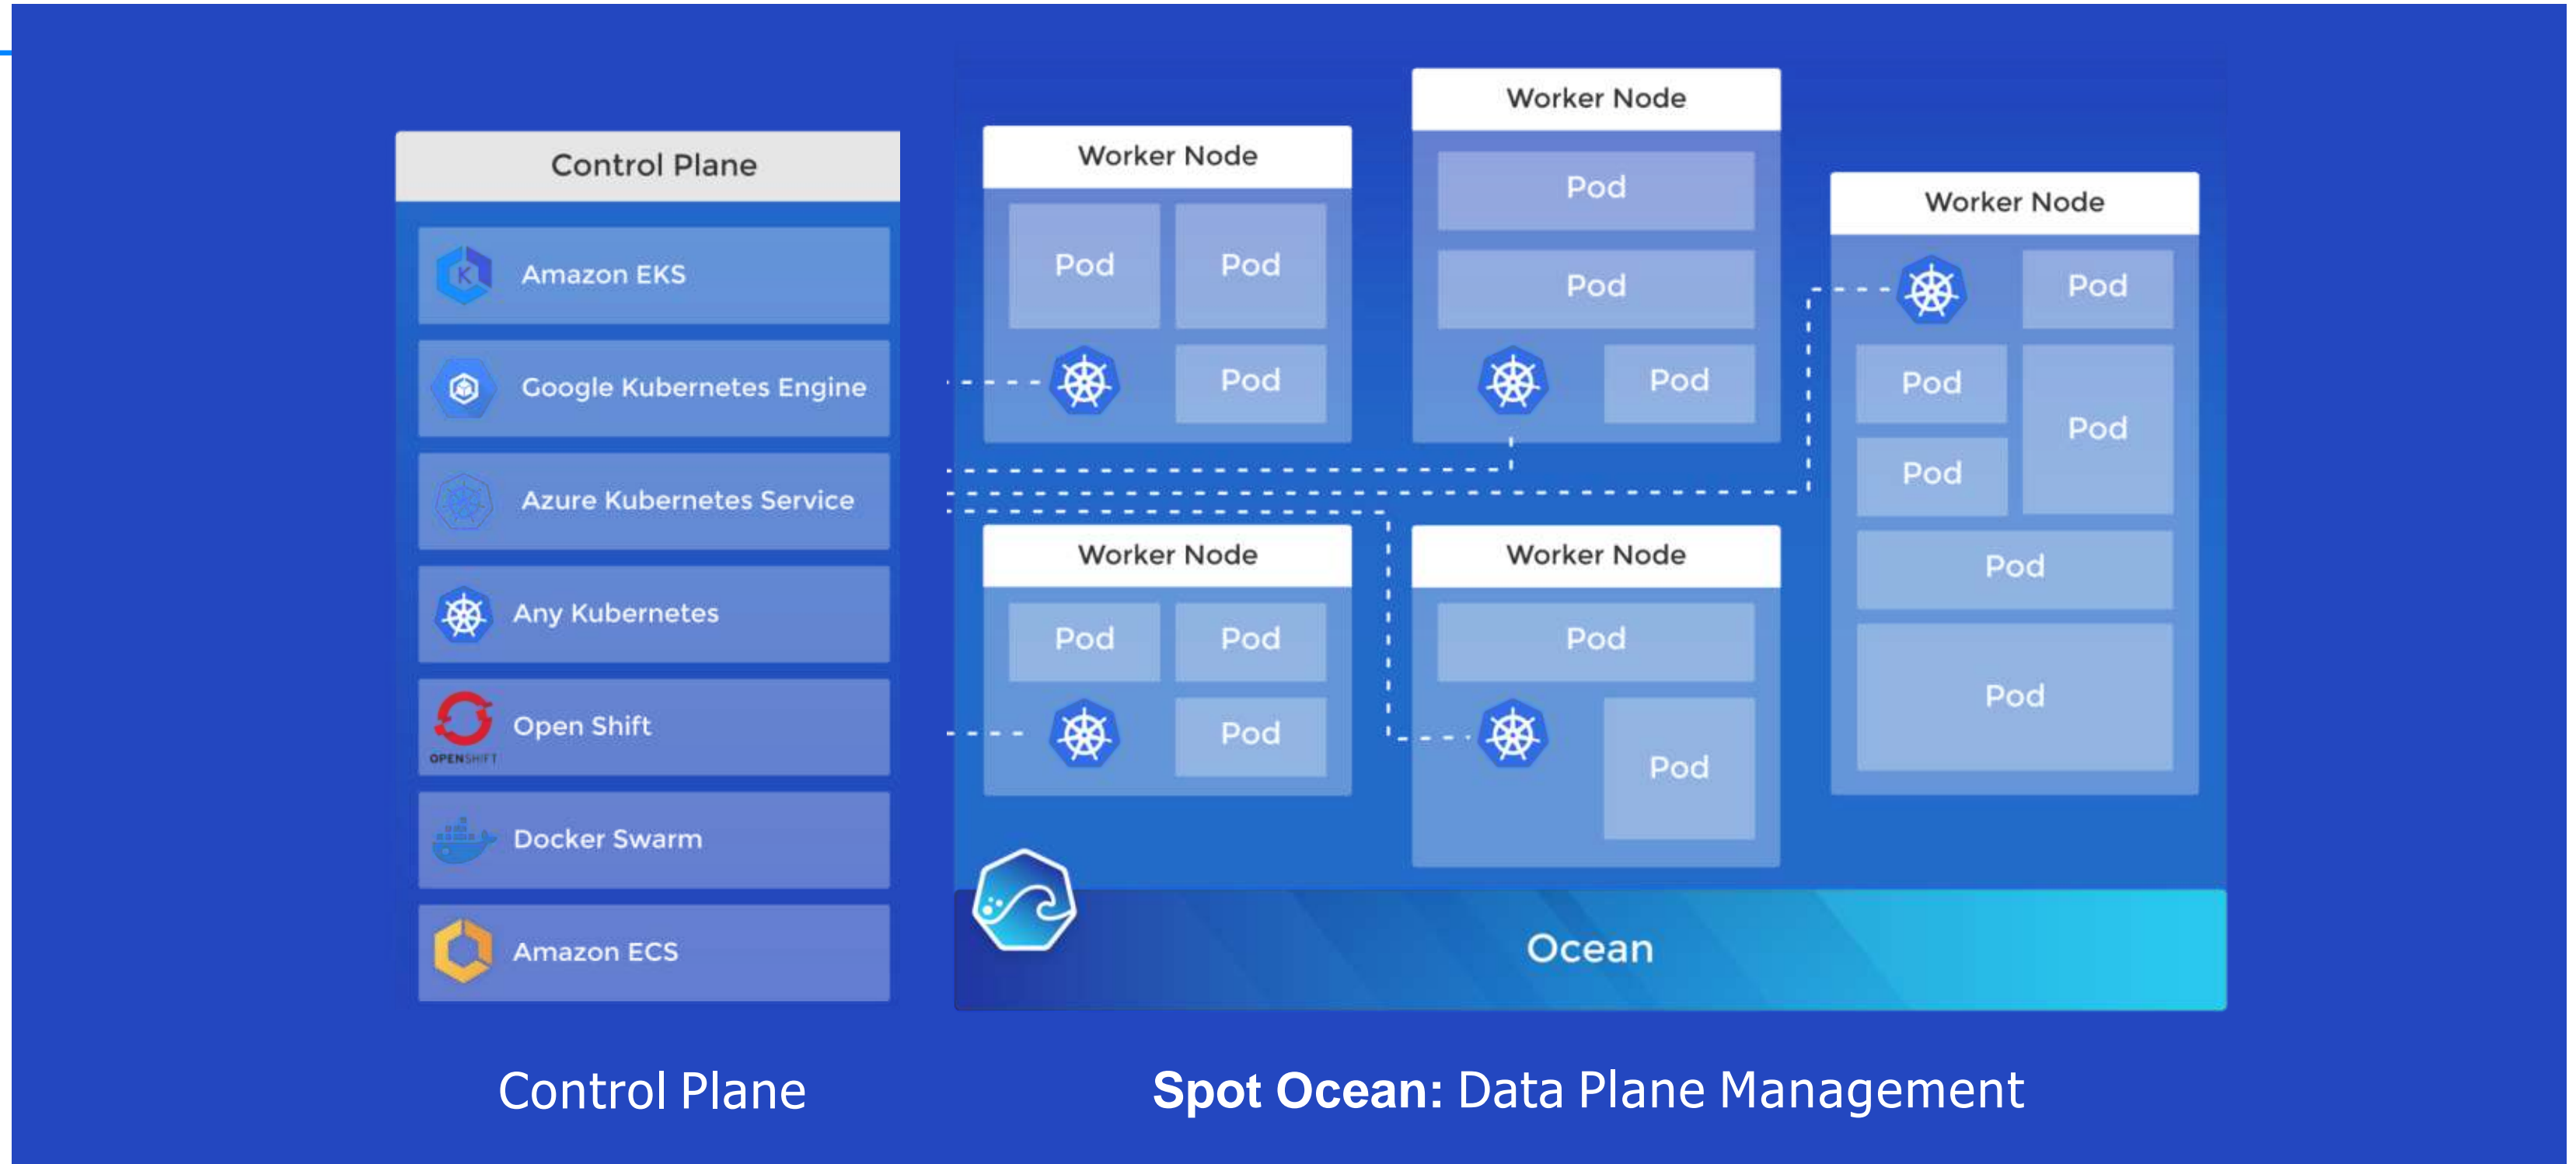 Control Plane
Amazon EKS
Google Kubernetes Engine
Azure Kubernetes Service
Any Kubernetes
OPENSHIFT
Open Shift
Docker Swarm
Amazon ECS
Control Plane
Worker Node
Pod
Pod
Pod
Worker Node
Pod
Pod
Pod
Worker Node
Pod
Pod
Pod
Pod
Pod
Pod
Worker Node
Pod
Pod
Pod
Worker Node
Pod
Pod
Ocean
Spot Ocean: Data Plane Management